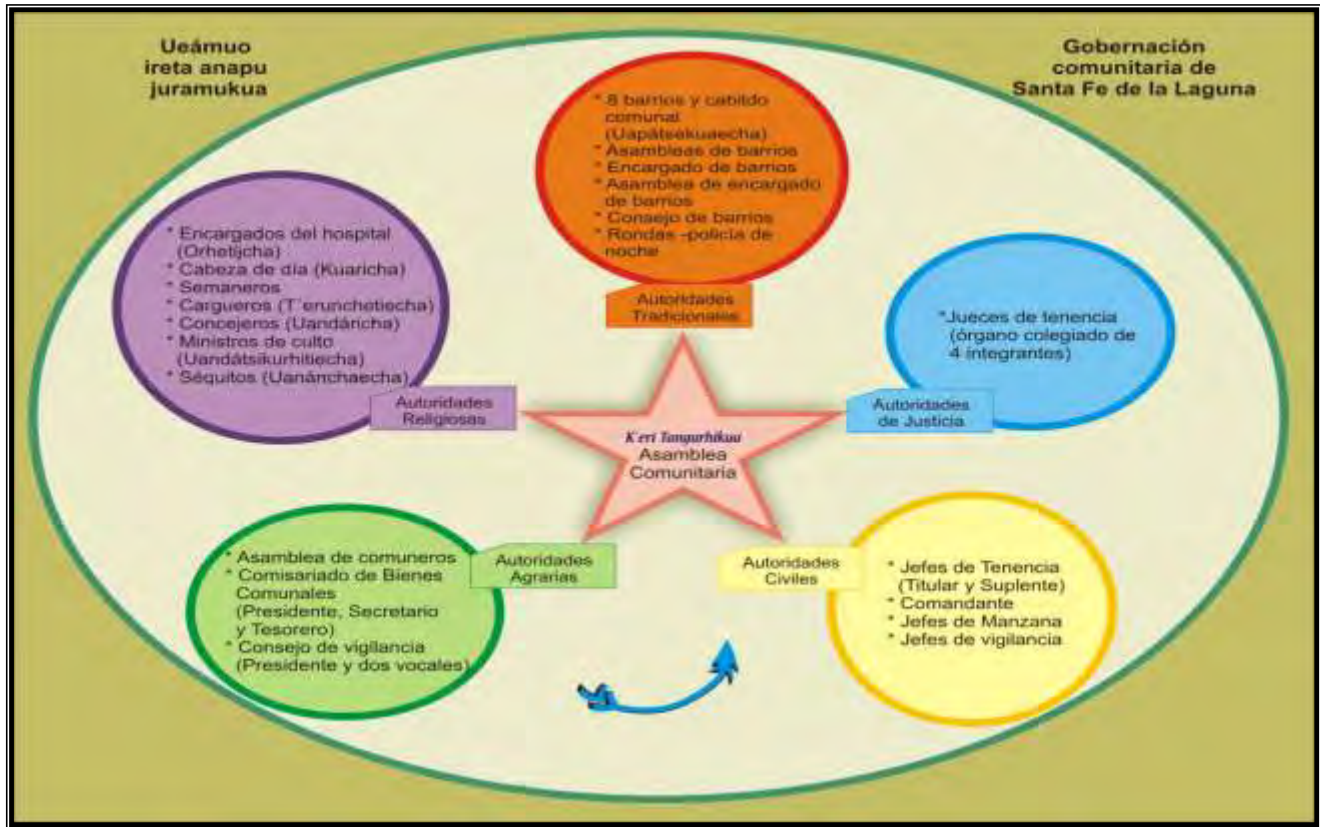 Ueámuo
ireta anapu
juramukua
Gobernación
comunitaria de
Santa Fe de la Laguna
* 8 barrios y cabildo
comunal
(Uapátsekuaecha)
* Asambleas de barrios
* Encargado de barrios
* Asamblea de encargado
de barrios
* Consejo de barrios
* Rondas -policía de
noche
Autoridades
Tradicionales
* Encargados del hospital
(Orhetijcha)
* Cabeza de día (Kuaricha)
* Semaneros
* Cargueros (T´erunchetiecha)
* Concejeros (Uandáricha)
* Ministros de culto
(Uandátsikurhitiecha)
* Séquitos (Uanánchaecha)
Autoridades
Religiosas
*Jueces de tenencia
(órgano colegiado de
4 integrantes)
Autoridades
de Justicia
K´eri Tangurhikua
Asamblea
Comunitaria
* Asamblea de comuneros
* Comisariado de Bienes
Comunales
(Presidente, Secretario
y Tesorero)
* Consejo de vigilancia
(Presidente y dos vocales)
Autoridades
Agrarias
Autoridades
Civiles
* Jefes de Tenencia
(Titular y Suplente)
* Comandante
* Jefes de Manzana
* Jefes de vigilancia